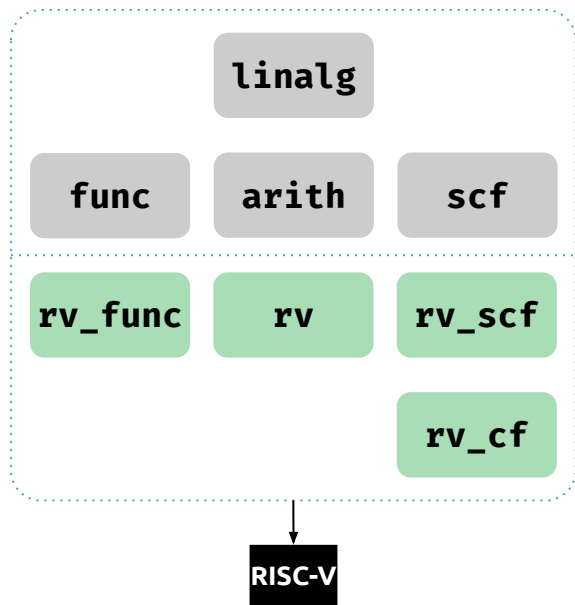 linalg
func arith scf
rv_func rv rv_scf
rv_cf
RISC-V